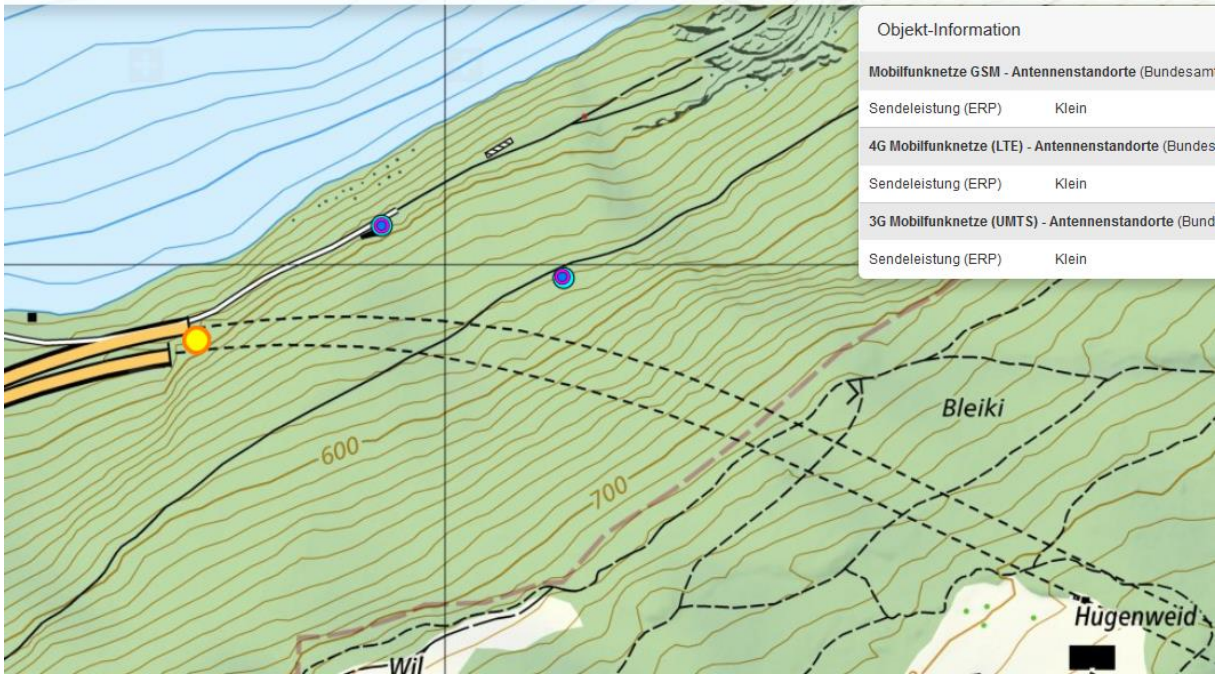 Objekt-Information
Mobilfunknetze GSM - Antennenstandorte (Bundesamt
Sendeleistung (ERP) Klein
4G Mobilfunknetze (LTE) - Antennenstandorte (Bundes
Sendeleistung (ERP) Klein
3G Mobilfunknetze (UMTS) - Antennenstandorte (Bund
Sendeleistung (ERP) Klein
Bleiki
600
700
Hugenweid
Wil